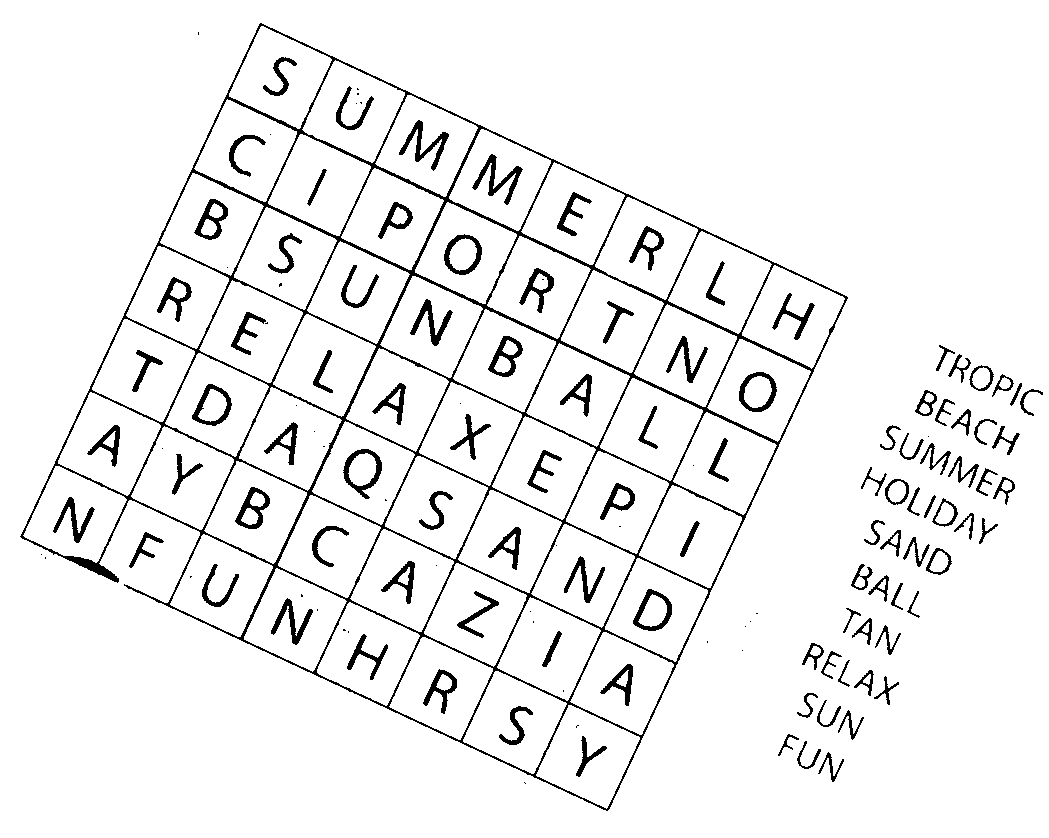 S U M M E R L H
C I P O R T N O
B S U N B A L L
R E L A X E P I
T D A Q S A N D
A Y B C A Z I A
N F U N H R S Y
TROPIC
BEACH
SUMMER
HOLIDAY
SAND
BALL
TAN
RELAX
SUN
FUN